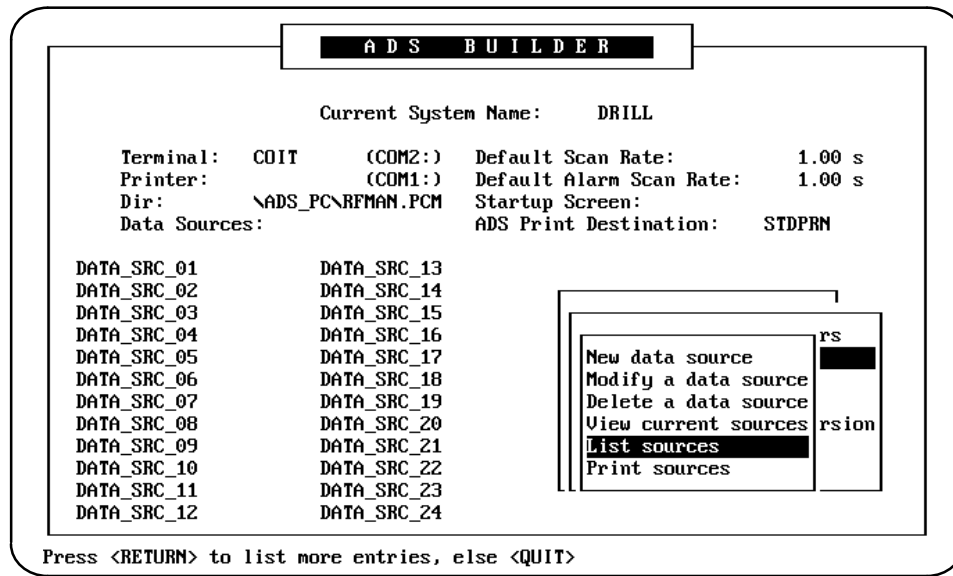 ADS BUILDER
Current System Name: DRILL
Terminal: COIT (COM2:) Default Scan Rate: 1.00 s
Printer: (COM1:) Default Alarm Scan Rate: 1.00 s
Dir: \ADS_PC\RFMAN.PCM Startup Screen:
Data Sources: ADS Print Destination: STDPRN
DATA_SRC_01 DATA_SRC_13
DATA_SRC_02 DATA_SRC_14
DATA_SRC_03 DATA_SRC_15
DATA_SRC_04 DATA_SRC_16
DATA_SRC_05 DATA_SRC_17
DATA_SRC_06 DATA_SRC_18
DATA_SRC_07 DATA_SRC_19
DATA_SRC_08 DATA_SRC_20
DATA_SRC_09 DATA_SRC_21
DATA_SRC_10 DATA_SRC_22
DATA_SRC_11 DATA_SRC_23
DATA_SRC_12 DATA_SRC_24
rs
New data source
Modify a data source
Delete a data source
View current sources rsion
List sources
Print sources
Press <RETURN> to list more entries, else <QUIT>